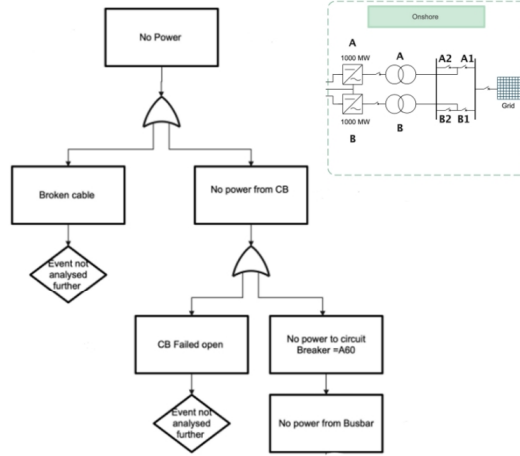 No Power
Onshore
A
A
A2
A1
1000 MW
1000 MW
B2
B1
Grid
B
B
Broken cable
No power from CB
Event not
analysed
further
CB Failed open
No power to circuit
Breaker =A60
Event not
analysed
further
No power from Busbar